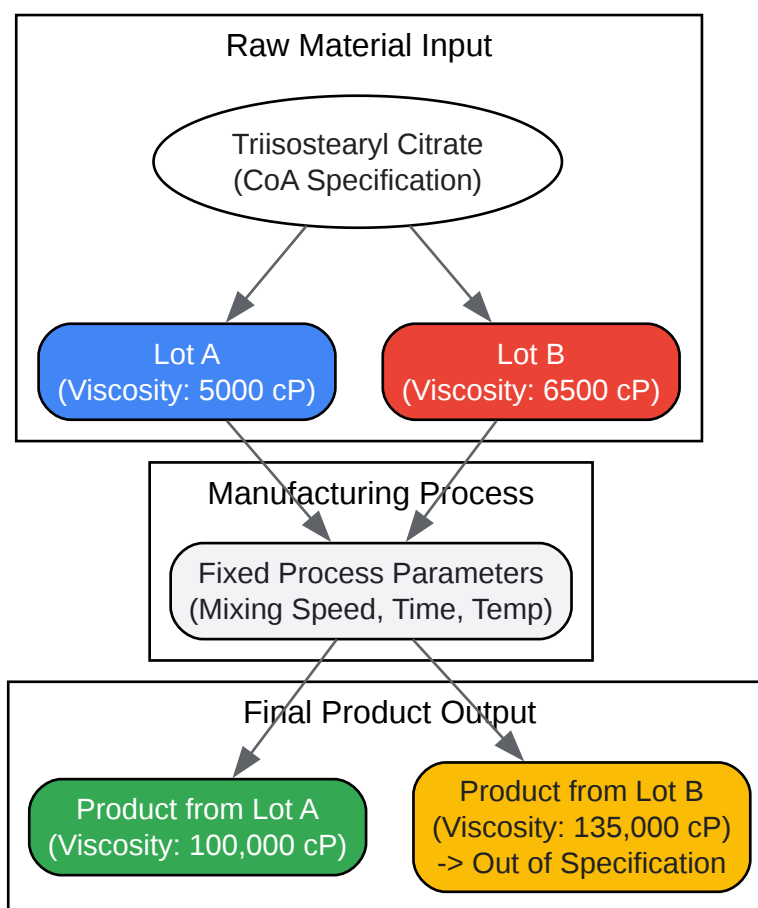 Raw Material Input
Triisostearyl Citrate
(CoA Specification)
Lot A
(Viscosity: 5000 cP)
Lot B
(Viscosity: 6500 cP)
Manufacturing Process
Fixed Process Parameters
(Mixing Speed, Time, Temp)
Final Product Output
Product from Lot A
(Viscosity: 100,000 cP)
Product from Lot B
(Viscosity: 135,000 cP)
-> Out of Specification